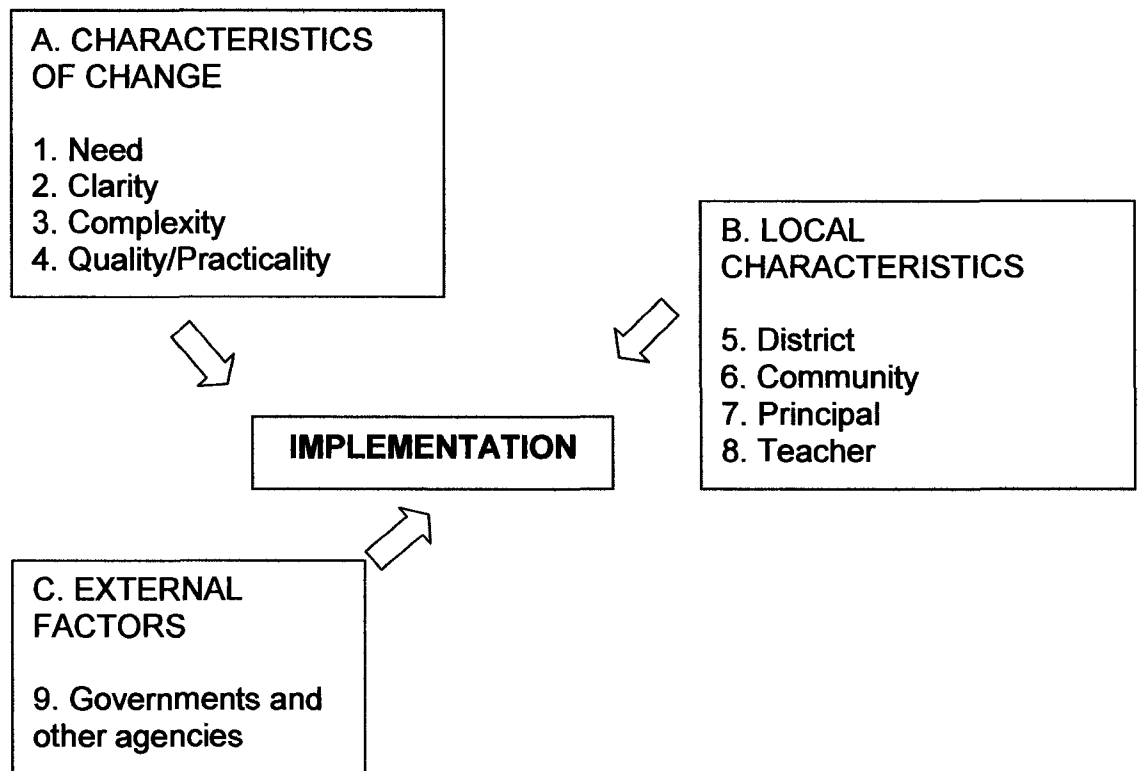 A. CHARACTERISTICS
OF CHANGE
1. Need
2. Clarity
3. Complexity
4. Quality/Practicality
B. LOCAL
CHARACTERISTICS
5. District
6. Community
7. Principal
8. Teacher
IMPLEMENTATION
C. EXTERNAL
FACTORS
9. Governments and
other agencies